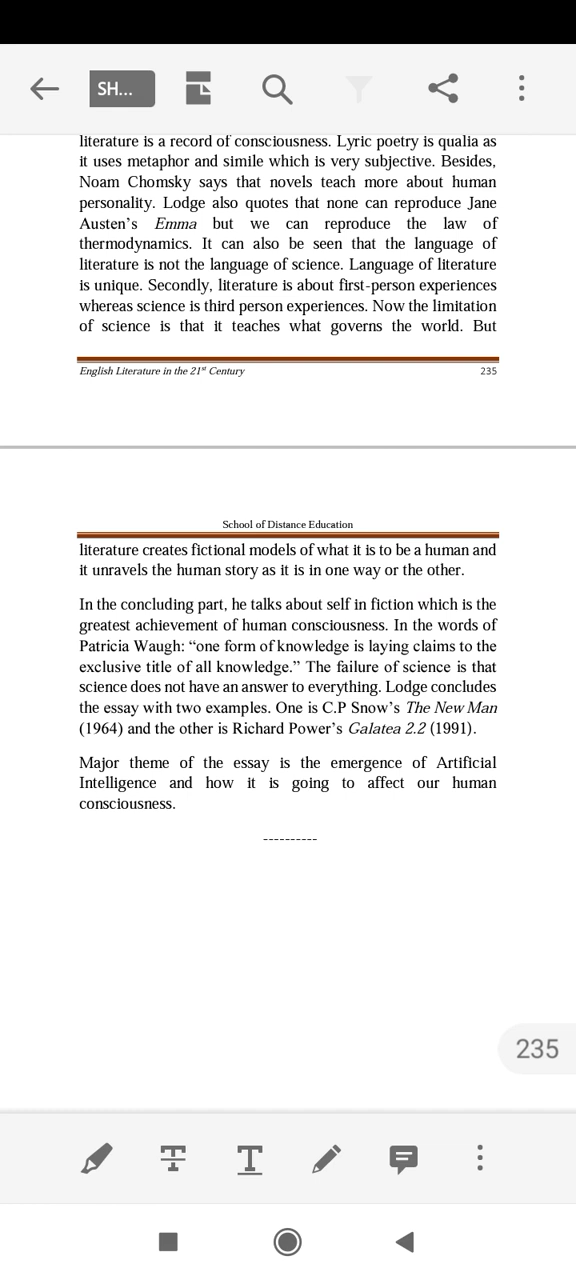 SH...
literature is a record of consciousness. Lyric poetry is qualia as
it uses metaphor and simile which is very subjective. Besides,
Noam Chomsky says that novels teach more about human
personality. Lodge also quotes that none can reproduce Jane
Austen's Emma but we can reproduce the law of
thermodynamics. It can also be seen that the language of
literature is not the language of science. Language of literature
is unique. Secondly, literature is about first-person experiences
whereas science is third person experiences. Now the limitation
of science is that it teaches what governs the world. But
English Literature in the 21st Century 235
School of Distance Education
literature creates fictional models of what it is to be a human and
it unravels the human story as it is in one way or the other.
In the concluding part, he talks about self in fiction which is the
greatest achievement of human consciousness. In the words of
Patricia Waugh: “one form of knowledge is laying claims to the
exclusive title of all knowledge.” The failure of science is that
science does not have an answer to everything. Lodge concludes
the essay with two examples. One is C.P Snow's The New Man
(1964) and the other is Richard Power's Galatea 2.2 (1991).
Major theme of the essay is the emergence of Artificial
Intelligence and how it is going to affect our human
consciousness.
----------
235